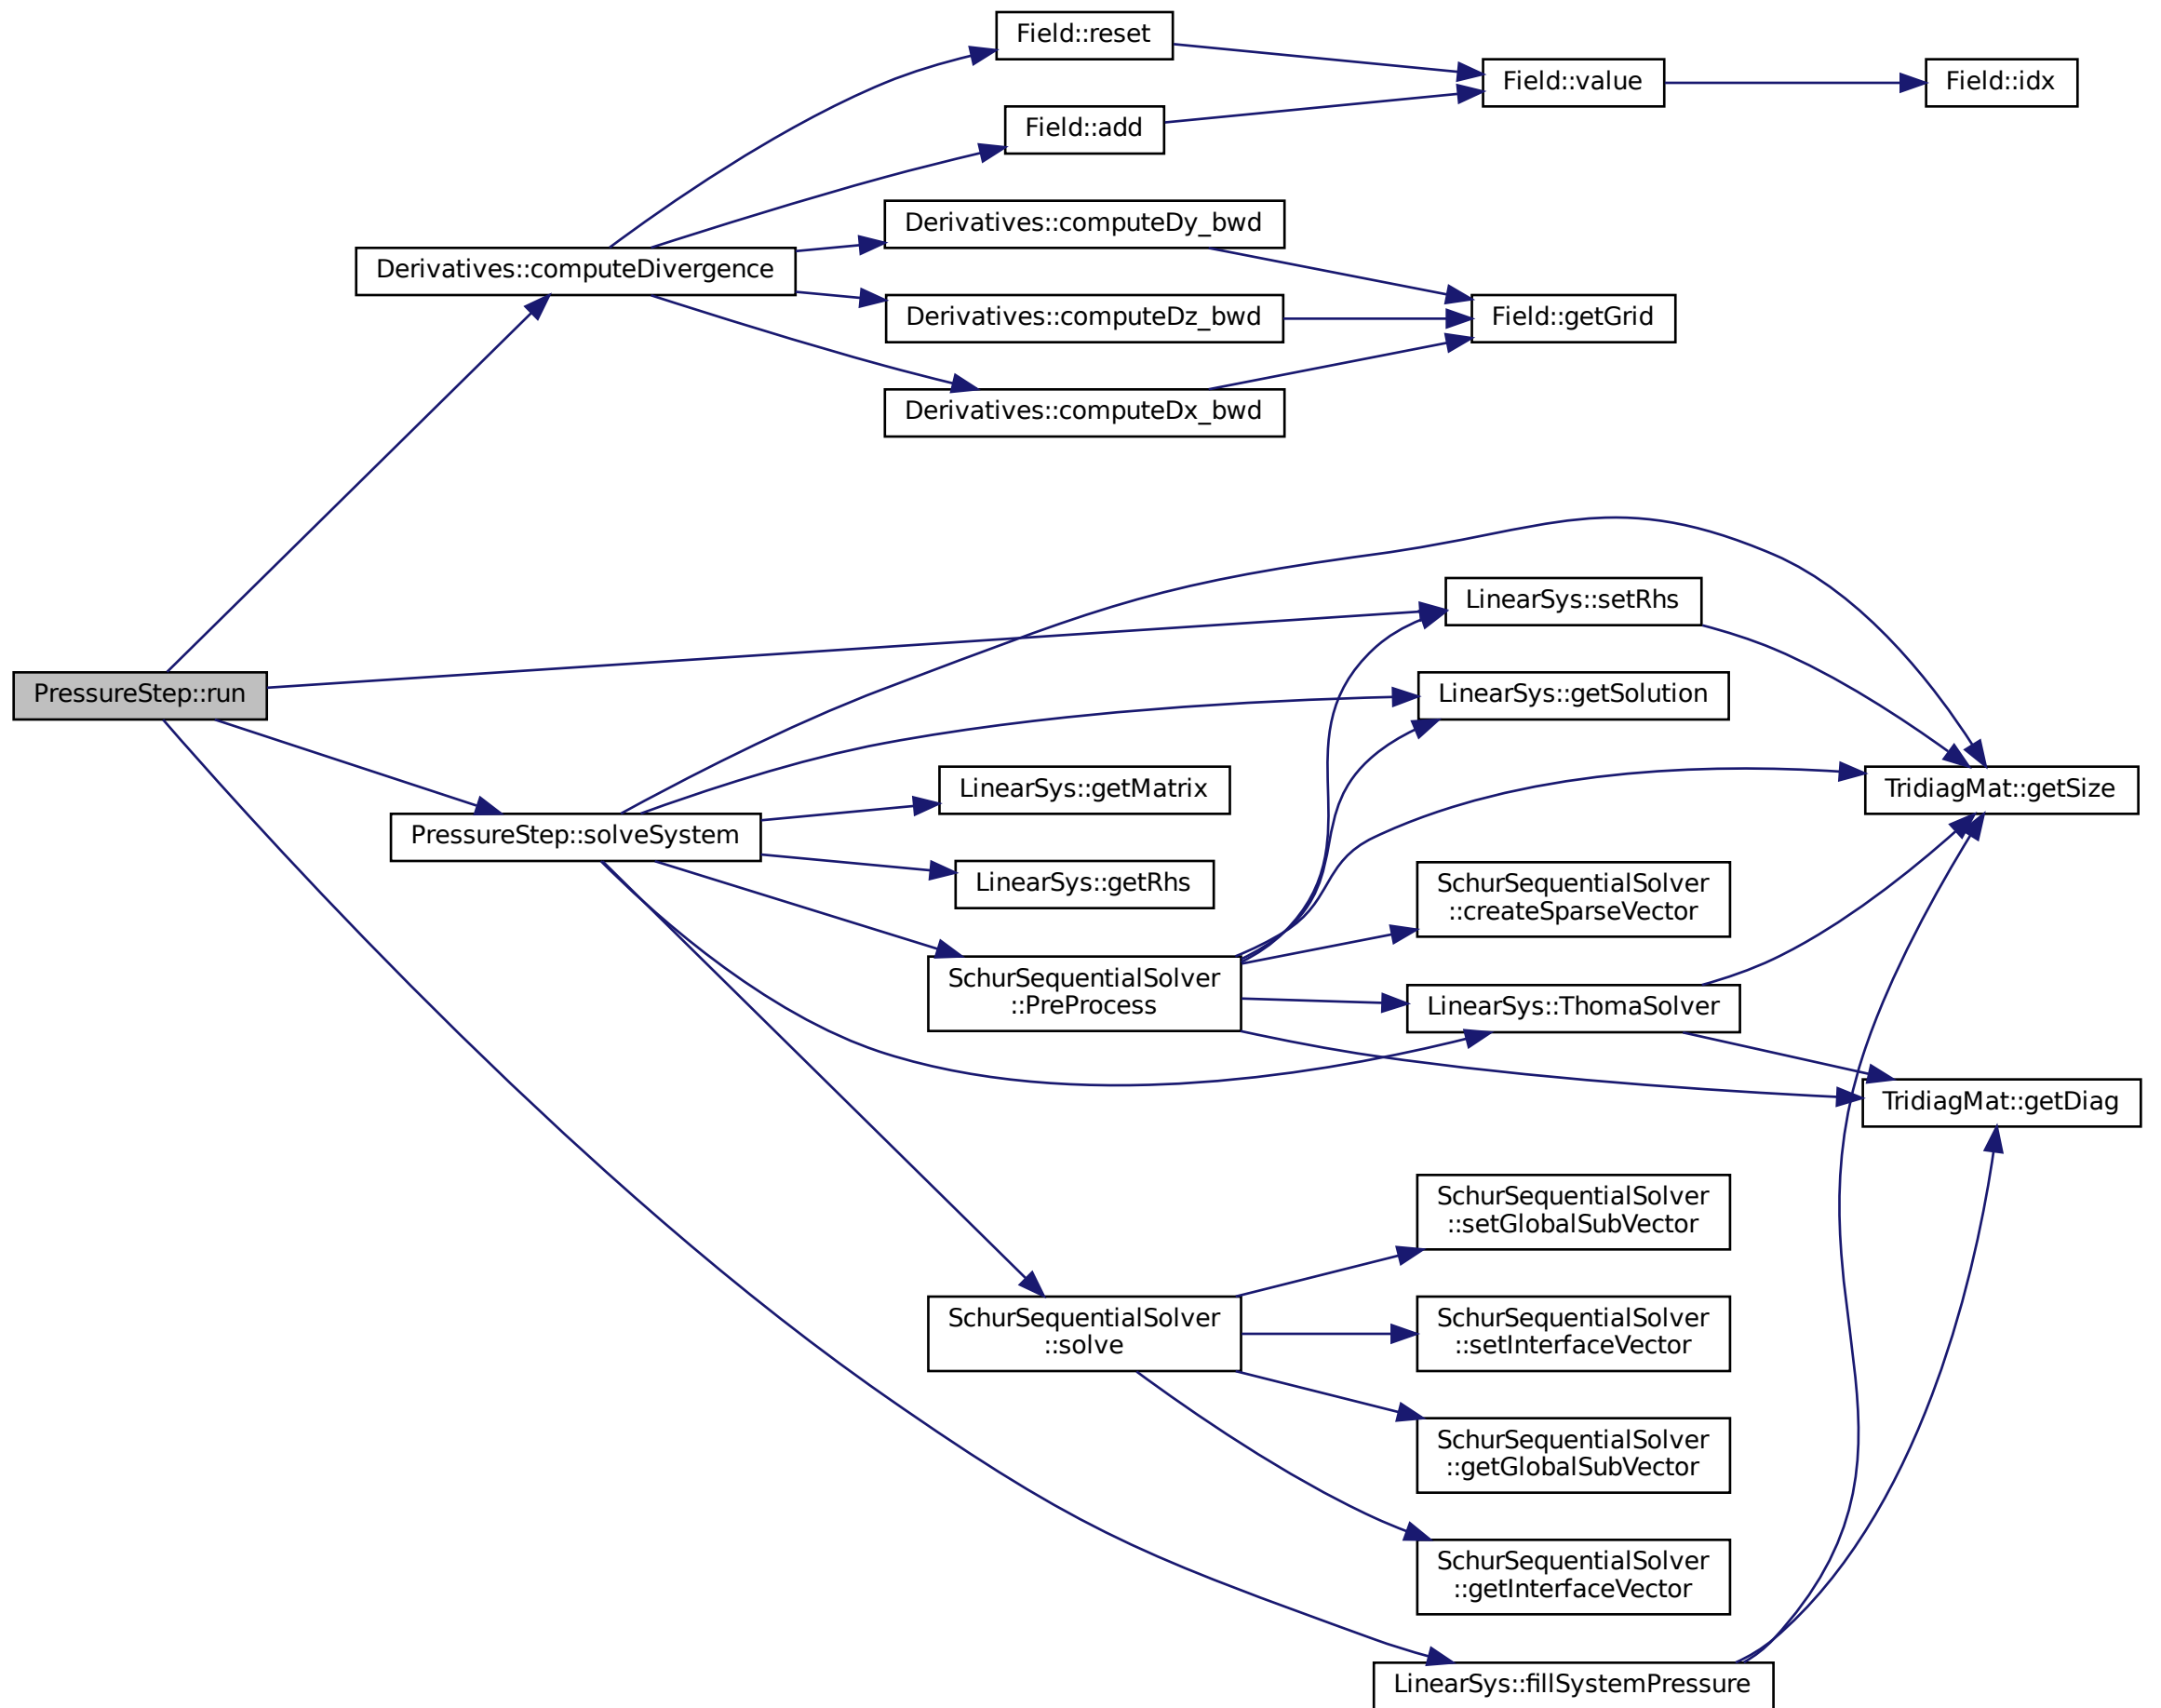 Field::reset
Field::value
Field::idx
Field::add
Derivatives::computeDy_bwd
Derivatives::computeDivergence
Derivatives::computeDz_bwd
Field::getGrid
Derivatives::computeDx_bwd
LinearSys::setRhs
PressureStep::run
LinearSys::getSolution
LinearSys::getMatrix
TridiagMat::getSize
PressureStep::solveSystem
LinearSys::getRhs
SchurSequentialSolver
::createSparseVector
SchurSequentialSolver
::PreProcess
LinearSys::ThomaSolver
TridiagMat::getDiag
SchurSequentialSolver
::setGlobalSubVector
SchurSequentialSolver
::solve
SchurSequentialSolver
::setInterfaceVector
SchurSequentialSolver
::getGlobalSubVector
SchurSequentialSolver
::getInterfaceVector
LinearSys::fillSystemPressure